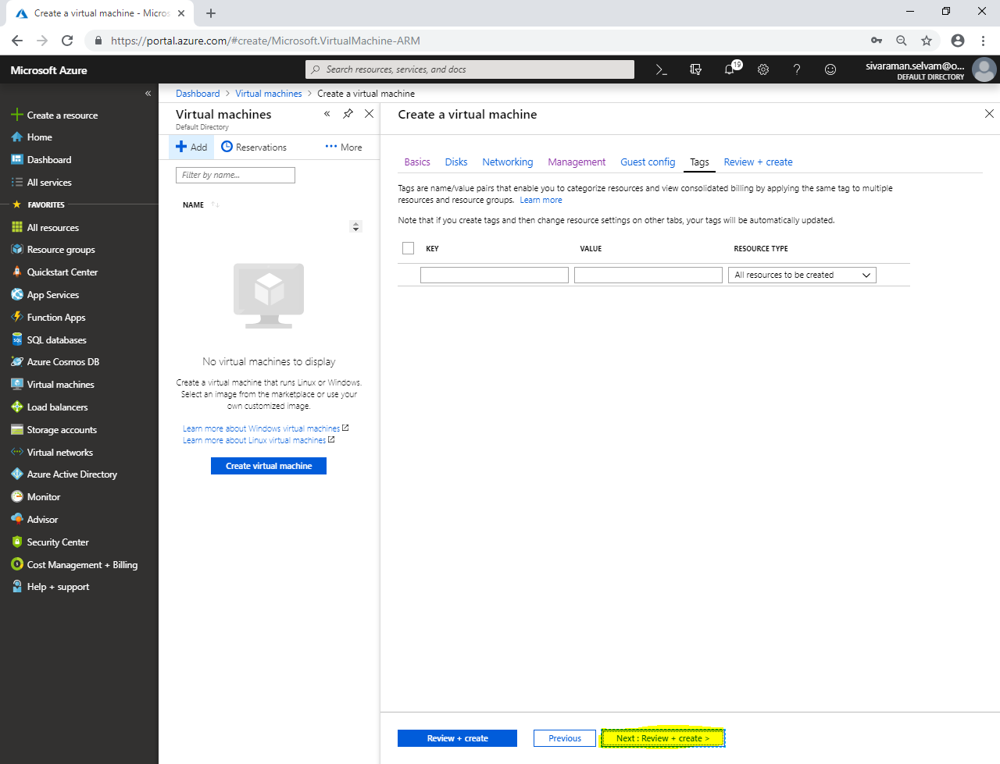 Create a virtual machine - Micros
https://portal.azure.com/#create/Microsoft.VirtualMachine-ARM
Microsoft Azure
Search resources, services, and docs
19
sivaraman.selvam@o...
DEFAULT DIRECTORY
Create a resource
Home
Dashboard
All services
FAVORITES
All resources
Resource groups
Quickstart Center
App Services
Function Apps
SQL databases
Azure Cosmos DB
Virtual machines
Load balancers
Storage accounts
Virtual networks
Azure Active Directory
Monitor
Advisor
Security Center
Cost Management + Billing
Help + support
Dashboard > Virtual machines > Create a virtual machine
Virtual machines
Default Directory
Add
Reservations
More
Filter by name...
NAME
No virtual machines to display
Create a virtual machine that runs Linux or Windows.
Select an image from the marketplace or use your
own customized image.
Learn more about Windows virtual machines
Learn more about Linux virtual machines
Create virtual machine
Create a virtual machine
Basics Disks Networking Management Guest config Tags Review + create
Tags are name/value pairs that enable you to categorize resources and view consolidated billing by applying the same tag to multiple
resources and resource groups. Learn more
Note that if you create tags and then change resource settings on other tabs, your tags will be automatically updated.
KEY VALUE RESOURCE TYPE
All resources to be created
Review + create
Previous
Next : Review + create >